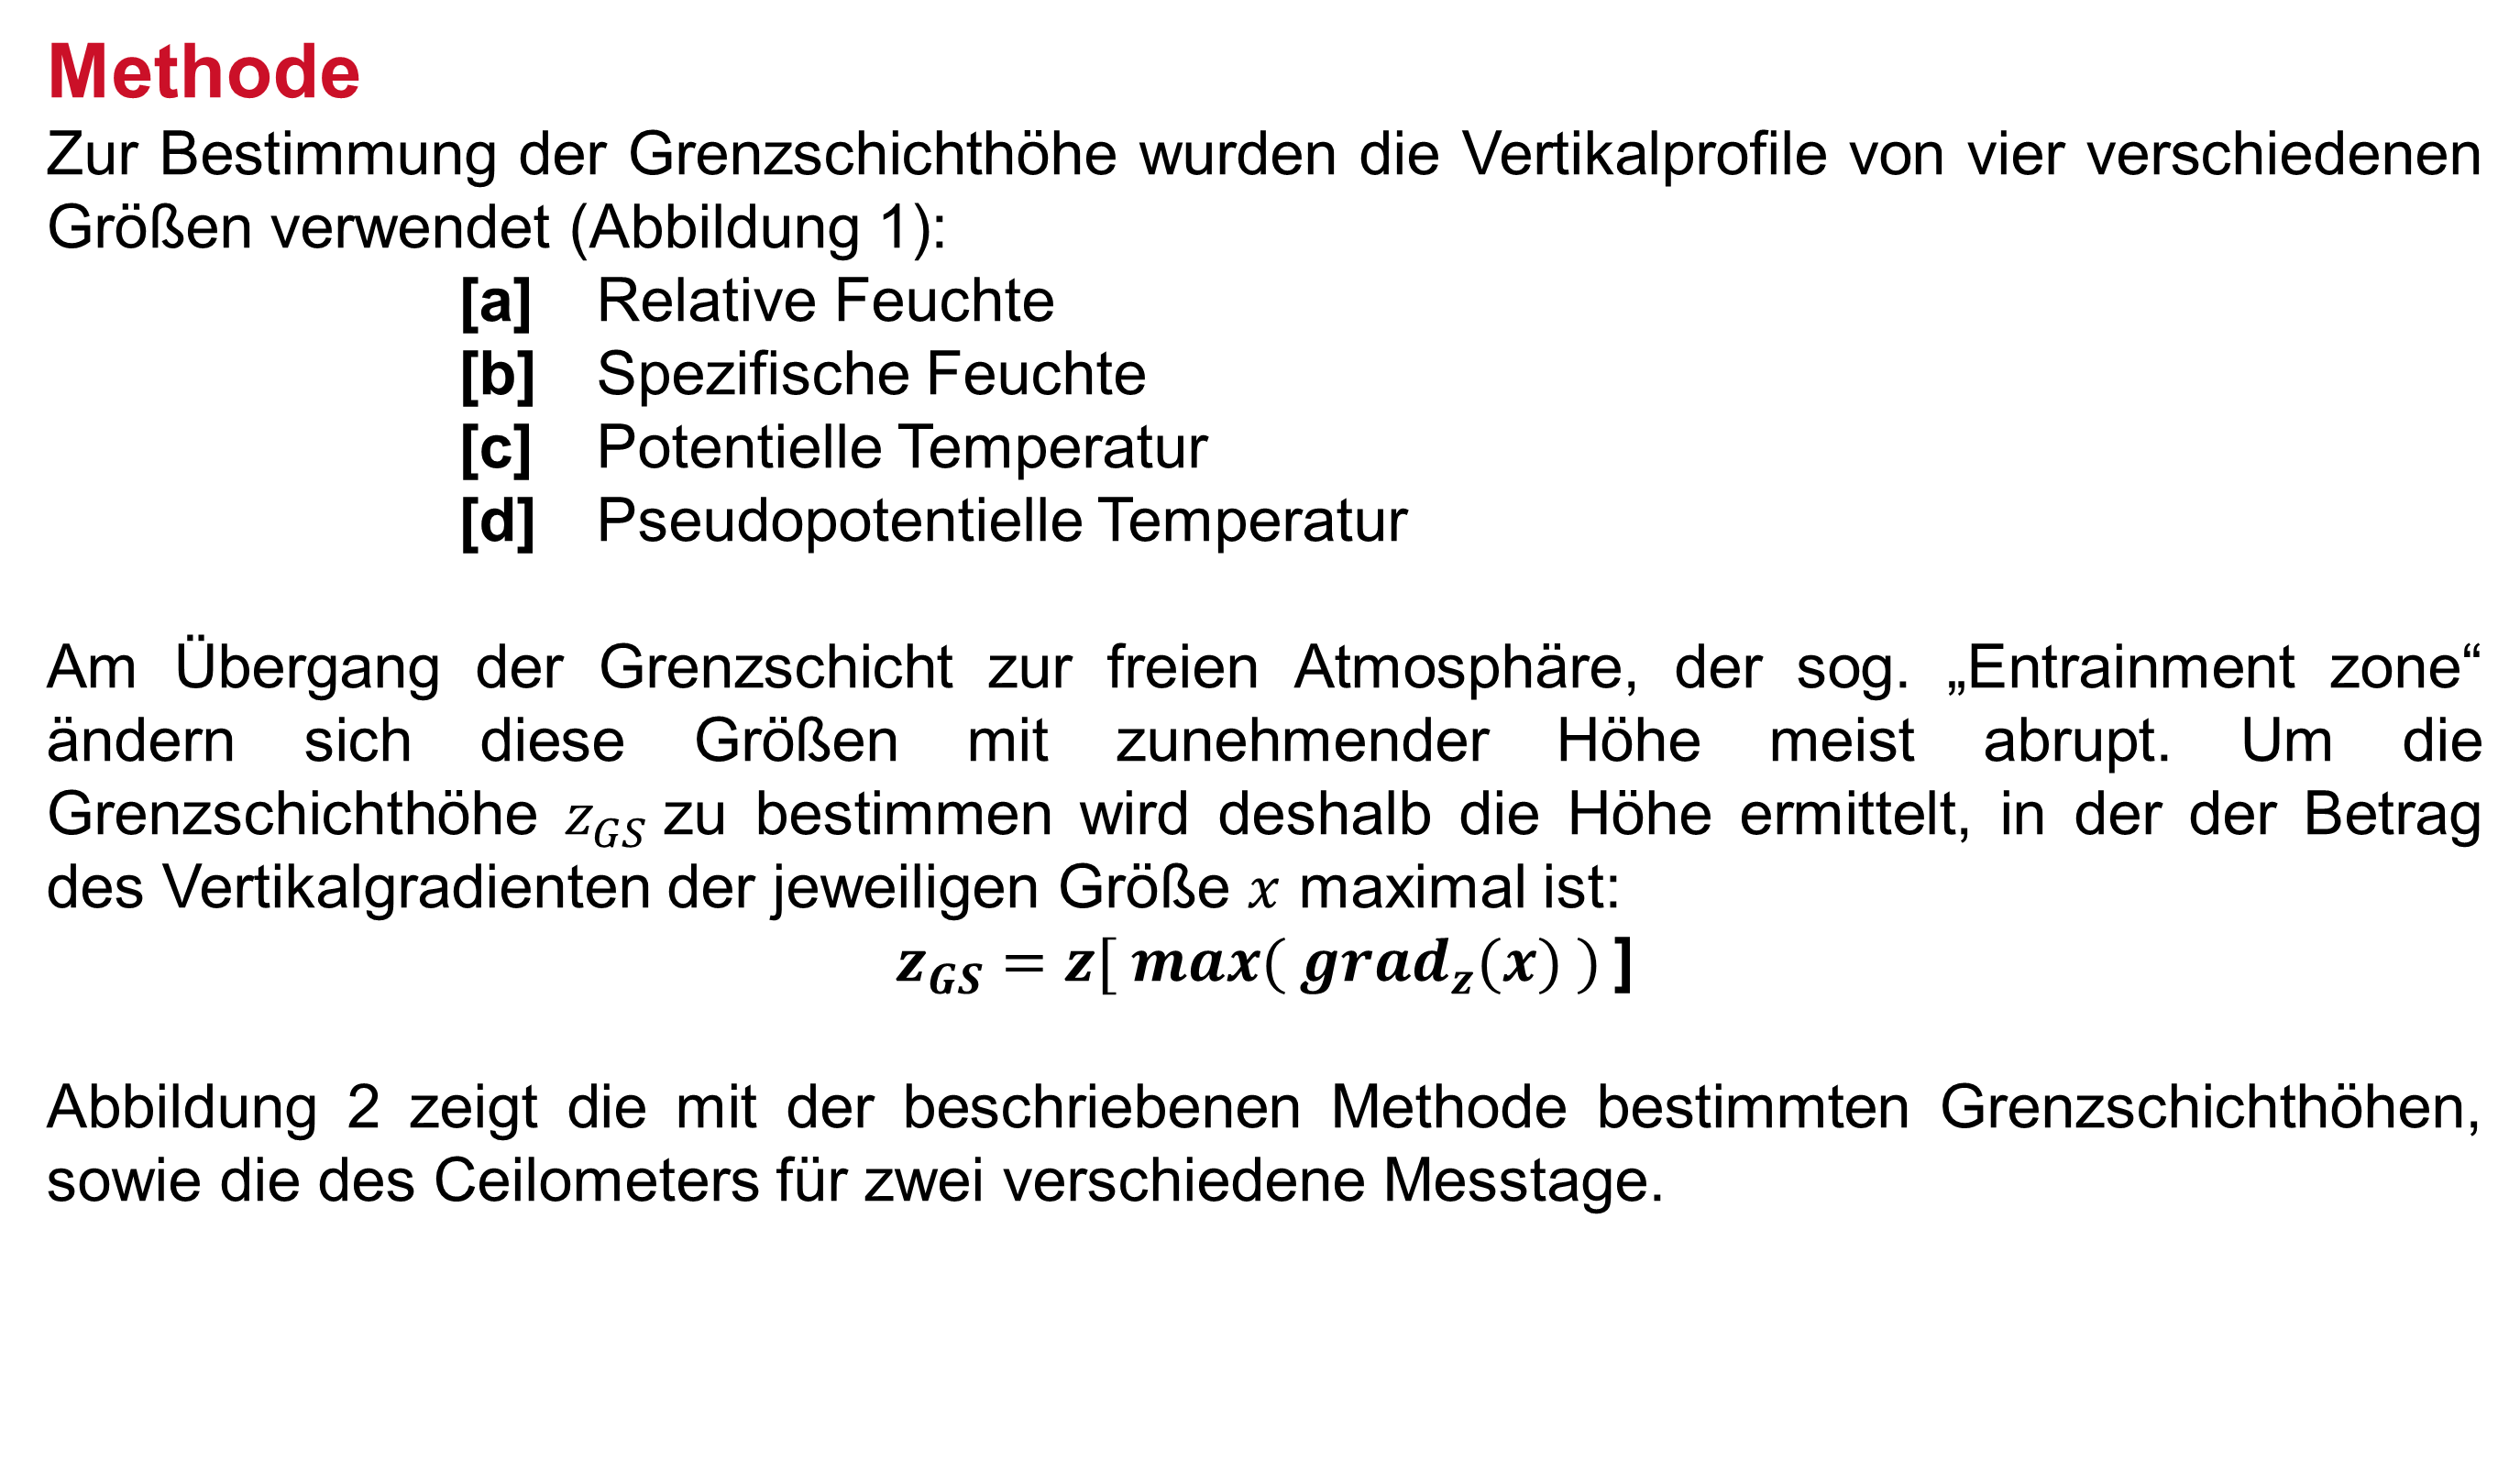 Methode
Zur Bestimmung der Grenzschichthöhe wurden die Vertikalprofile von vier verschiedenen
Größen verwendet (Abbildung 1):
[a] Relative Feuchte
[b] Spezifische Feuchte
[c] Potentielle Temperatur
[d] Pseudopotentielle Temperatur
Am Übergang der Grenzschicht zur freien Atmosphäre, der sog. „Entrainment zone“
ändern sich diese Größen mit zunehmender Höhe meist abrupt. Um die
Grenzschichthöhe z_GS zu bestimmen wird deshalb die Höhe ermittelt, in der der Betrag
des Vertikalgradienten der jeweiligen Größe x maximal ist:
z_GS = z[ max( grad_z(x) ) ]
Abbildung 2 zeigt die mit der beschriebenen Methode bestimmten Grenzschichthöhen,
sowie die des Ceilometers für zwei verschiedene Messtage.